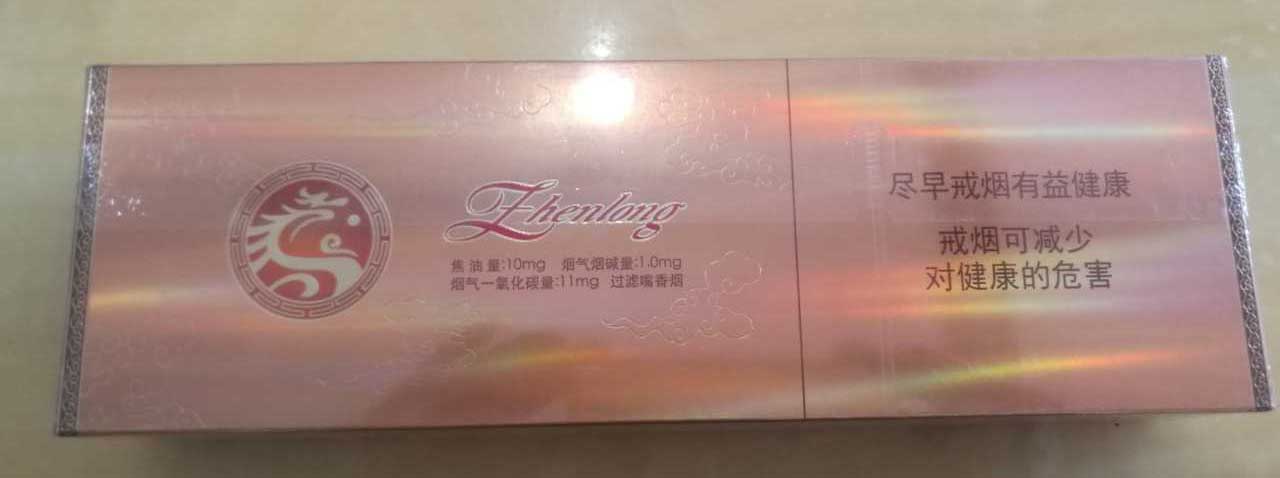 Zhenlong
焦油量:10mg 烟气烟碱量:1.0mg
烟气一氧化碳量:11mg 过滤嘴香烟
尽早戒烟有益健康
戒烟可减少
对健康的危害